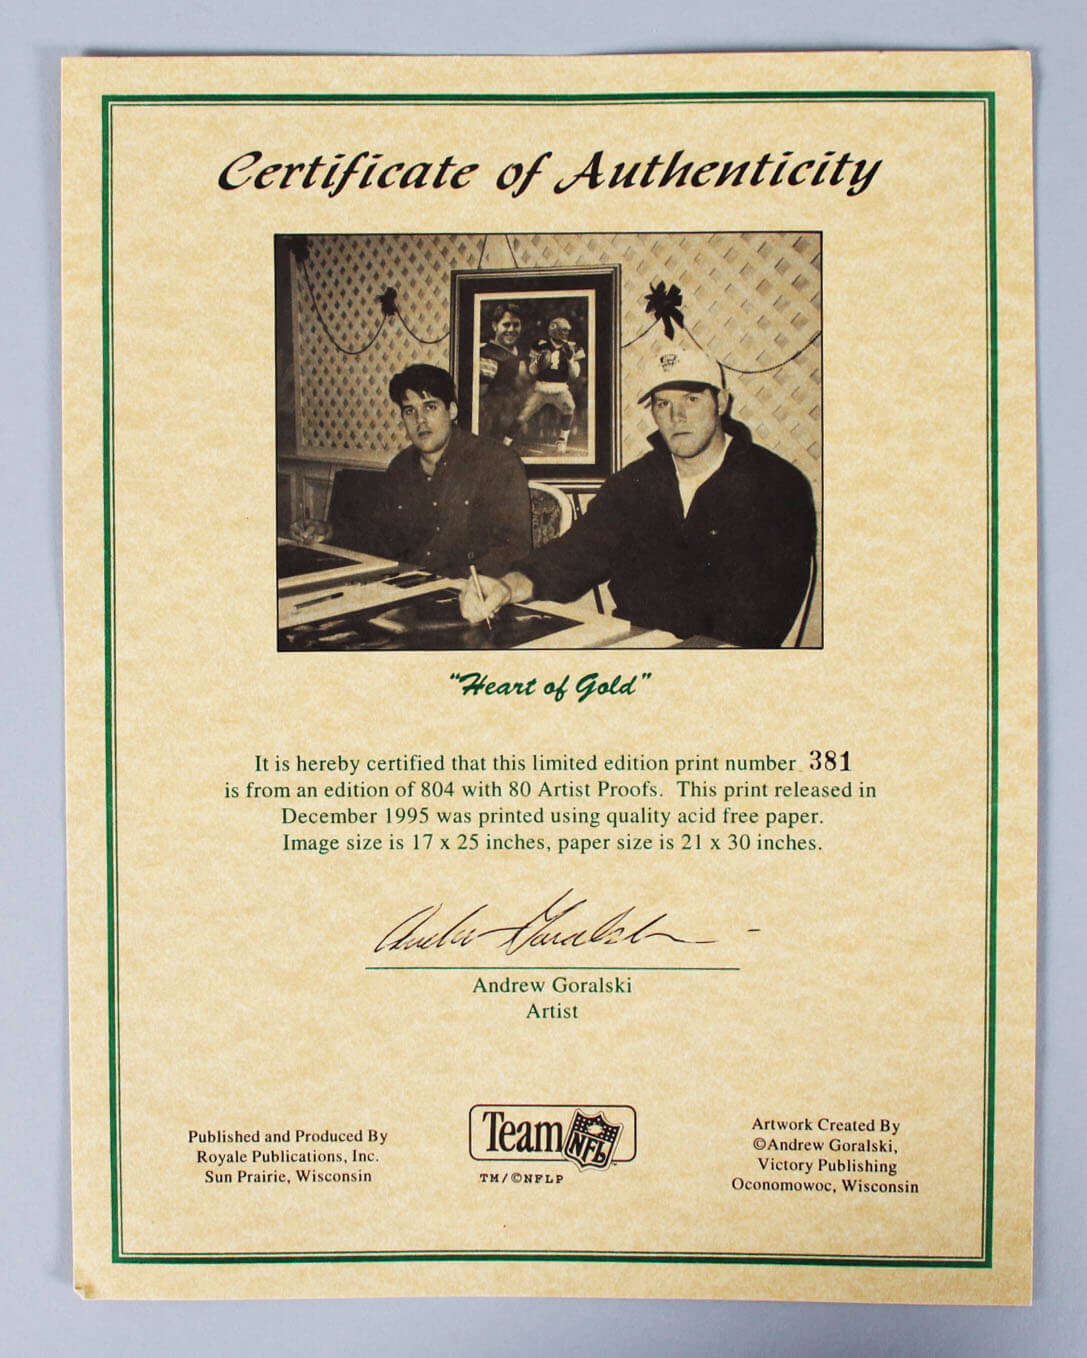 Certificate of Authenticity
"Heart of Gold"
It is hereby certified that this limited edition print number 381
is from an edition of 804 with 80 Artist Proofs. This print released in
December 1995 was printed using quality acid free paper.
Image size is 17 x 25 inches, paper size is 21 x 30 inches.
Andrew Goralski
Andrew Goralski
Artist
Published and Produced By
Royale Publications, Inc.
Sun Prairie, Wisconsin
Team NFL
TM/©NFLP
Artwork Created By
©Andrew Goralski,
Victory Publishing
Oconomowoc, Wisconsin